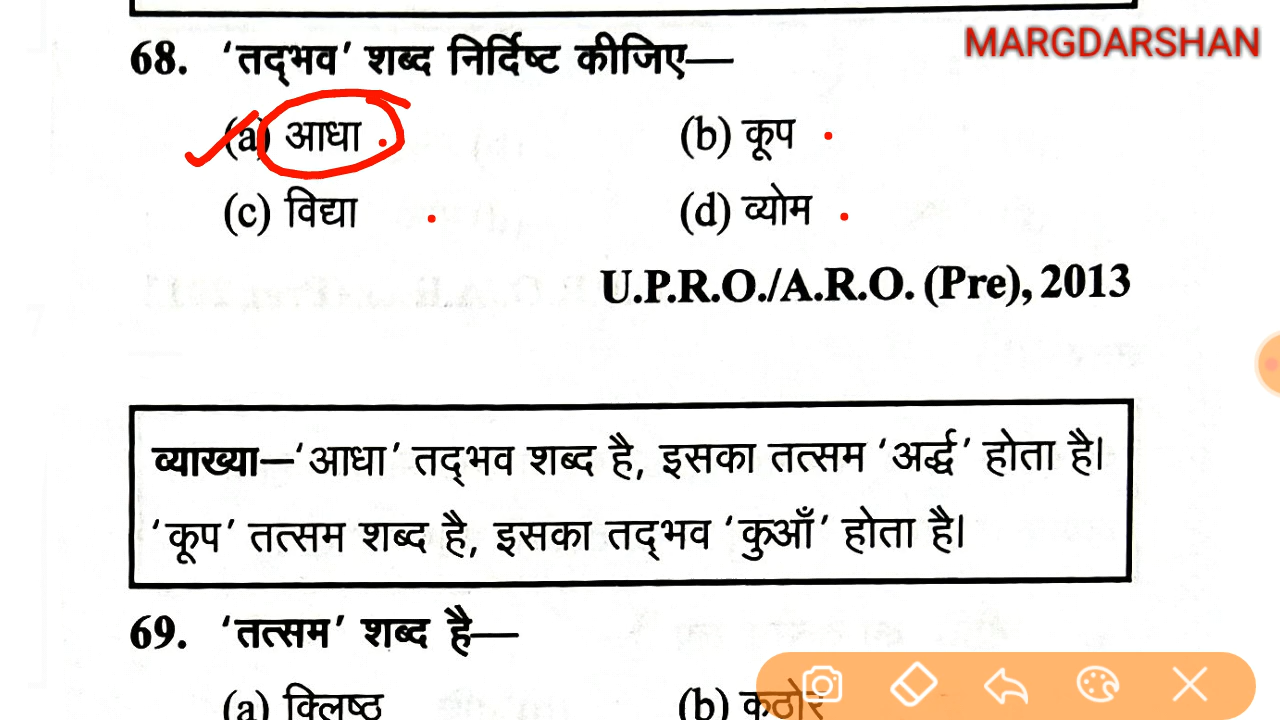 MARGDARSHAN
68. 'तद्भव' शब्द निर्दिष्ट कीजिए—
(a) आधा (b) कूप
(c) विद्या (d) व्योम
U.P.R.O./A.R.O. (Pre), 2013
व्याख्या—'आधा' तद्भव शब्द है, इसका तत्सम 'अर्द्ध' होता है।
'कूप' तत्सम शब्द है, इसका तद्भव 'कुआँ' होता है।
69. 'तत्सम' शब्द है—
(a) क्लिष्ठ (b) कठोर